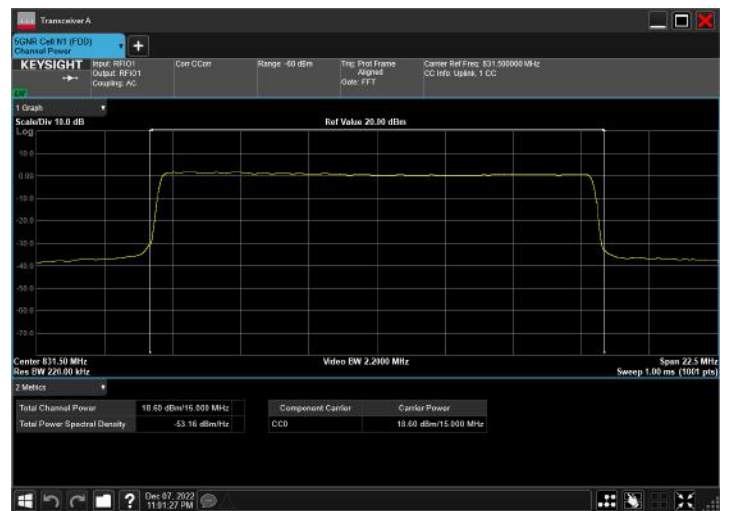 Transceiver A
5GNR Cell N1 (FDD)
Channel Power
+
KEYSIGHT
Input: RFIO1
Output: RFIO1
Coupling: AC
Corr CCorr
Range -60 dBm
Trig: Prot Frame
Aligned
Gate: FFT
Carrier Ref Freq: 831.500000 MHz
CC Info: Uplink, 1 CC
1 Graph
Scale/Div 10.0 dB
Ref Value 20.00 dBm
Log
10.0
0.00
-10.0
-20.0
-30.0
-40.0
-50.0
-60.0
-70.0
Center 831.50 MHz
Video BW 2.2000 MHz
Span 22.5 MHz
Res BW 220.00 kHz
Sweep 1.00 ms (1001 pts)
2 Metrics
Total Channel Power 18.60 dBm/15.000 MHz
Total Power Spectral Density -53.16 dBm/Hz
Component Carrier Carrier Power
CC0 18.60 dBm/15.000 MHz
?
Dec 07, 2022
11:01:27 PM